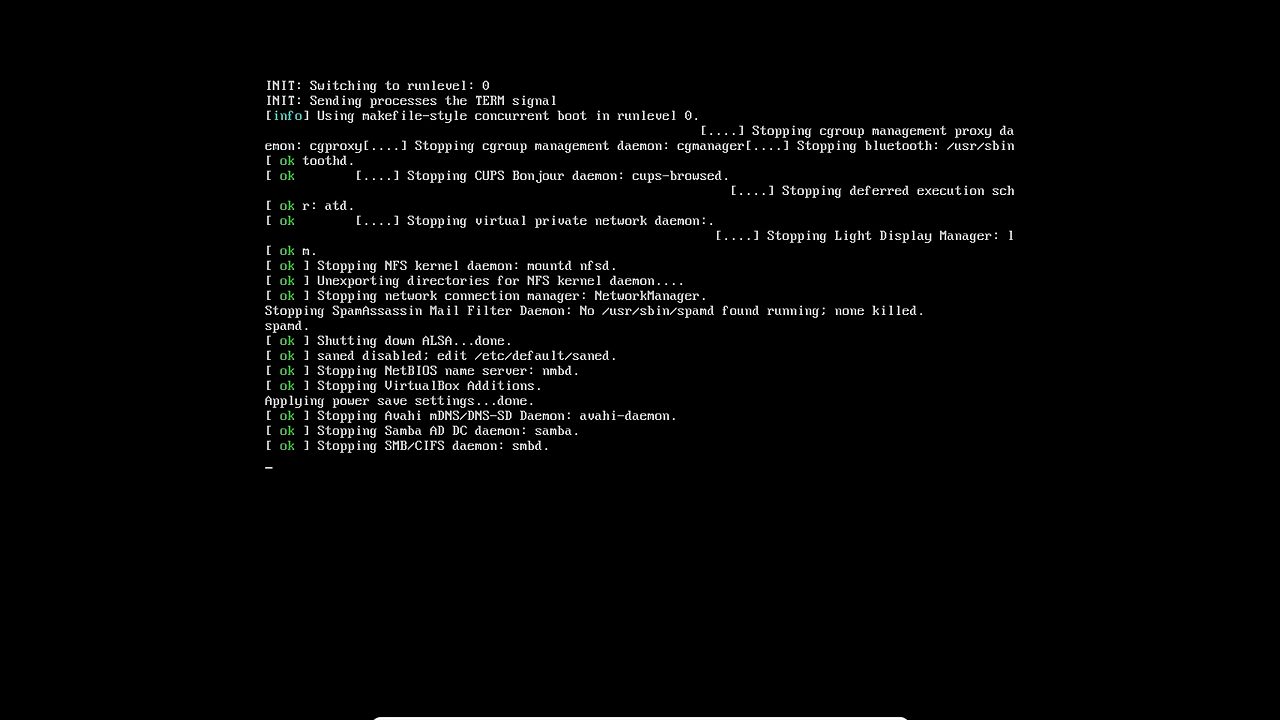 INIT: Switching to runlevel: 0
INIT: Sending processes the TERM signal
[info] Using makefile-style concurrent boot in runlevel 0.
[....] Stopping cgroup management proxy da
emon: cgproxy[....] Stopping cgroup management daemon: cgmanager[....] Stopping bluetooth: /usr/sbin
[ ok toothd.
[ ok        [....] Stopping CUPS Bonjour daemon: cups-browsed.
[....] Stopping deferred execution sch
[ ok r: atd.
[ ok        [....] Stopping virtual private network daemon:.
[....] Stopping Light Display Manager: l
[ ok m.
[ ok ] Stopping NFS kernel daemon: mountd nfsd.
[ ok ] Unexporting directories for NFS kernel daemon....
[ ok ] Stopping network connection manager: NetworkManager.
Stopping SpamAssassin Mail Filter Daemon: No /usr/sbin/spamd found running; none killed.
spamd.
[ ok ] Shutting down ALSA...done.
[ ok ] saned disabled; edit /etc/default/saned.
[ ok ] Stopping NetBIOS name server: nmbd.
[ ok ] Stopping VirtualBox Additions.
Applying power save settings...done.
[ ok ] Stopping Avahi mDNS/DNS-SD Daemon: avahi-daemon.
[ ok ] Stopping Samba AD DC daemon: samba.
[ ok ] Stopping SMB/CIFS daemon: smbd.